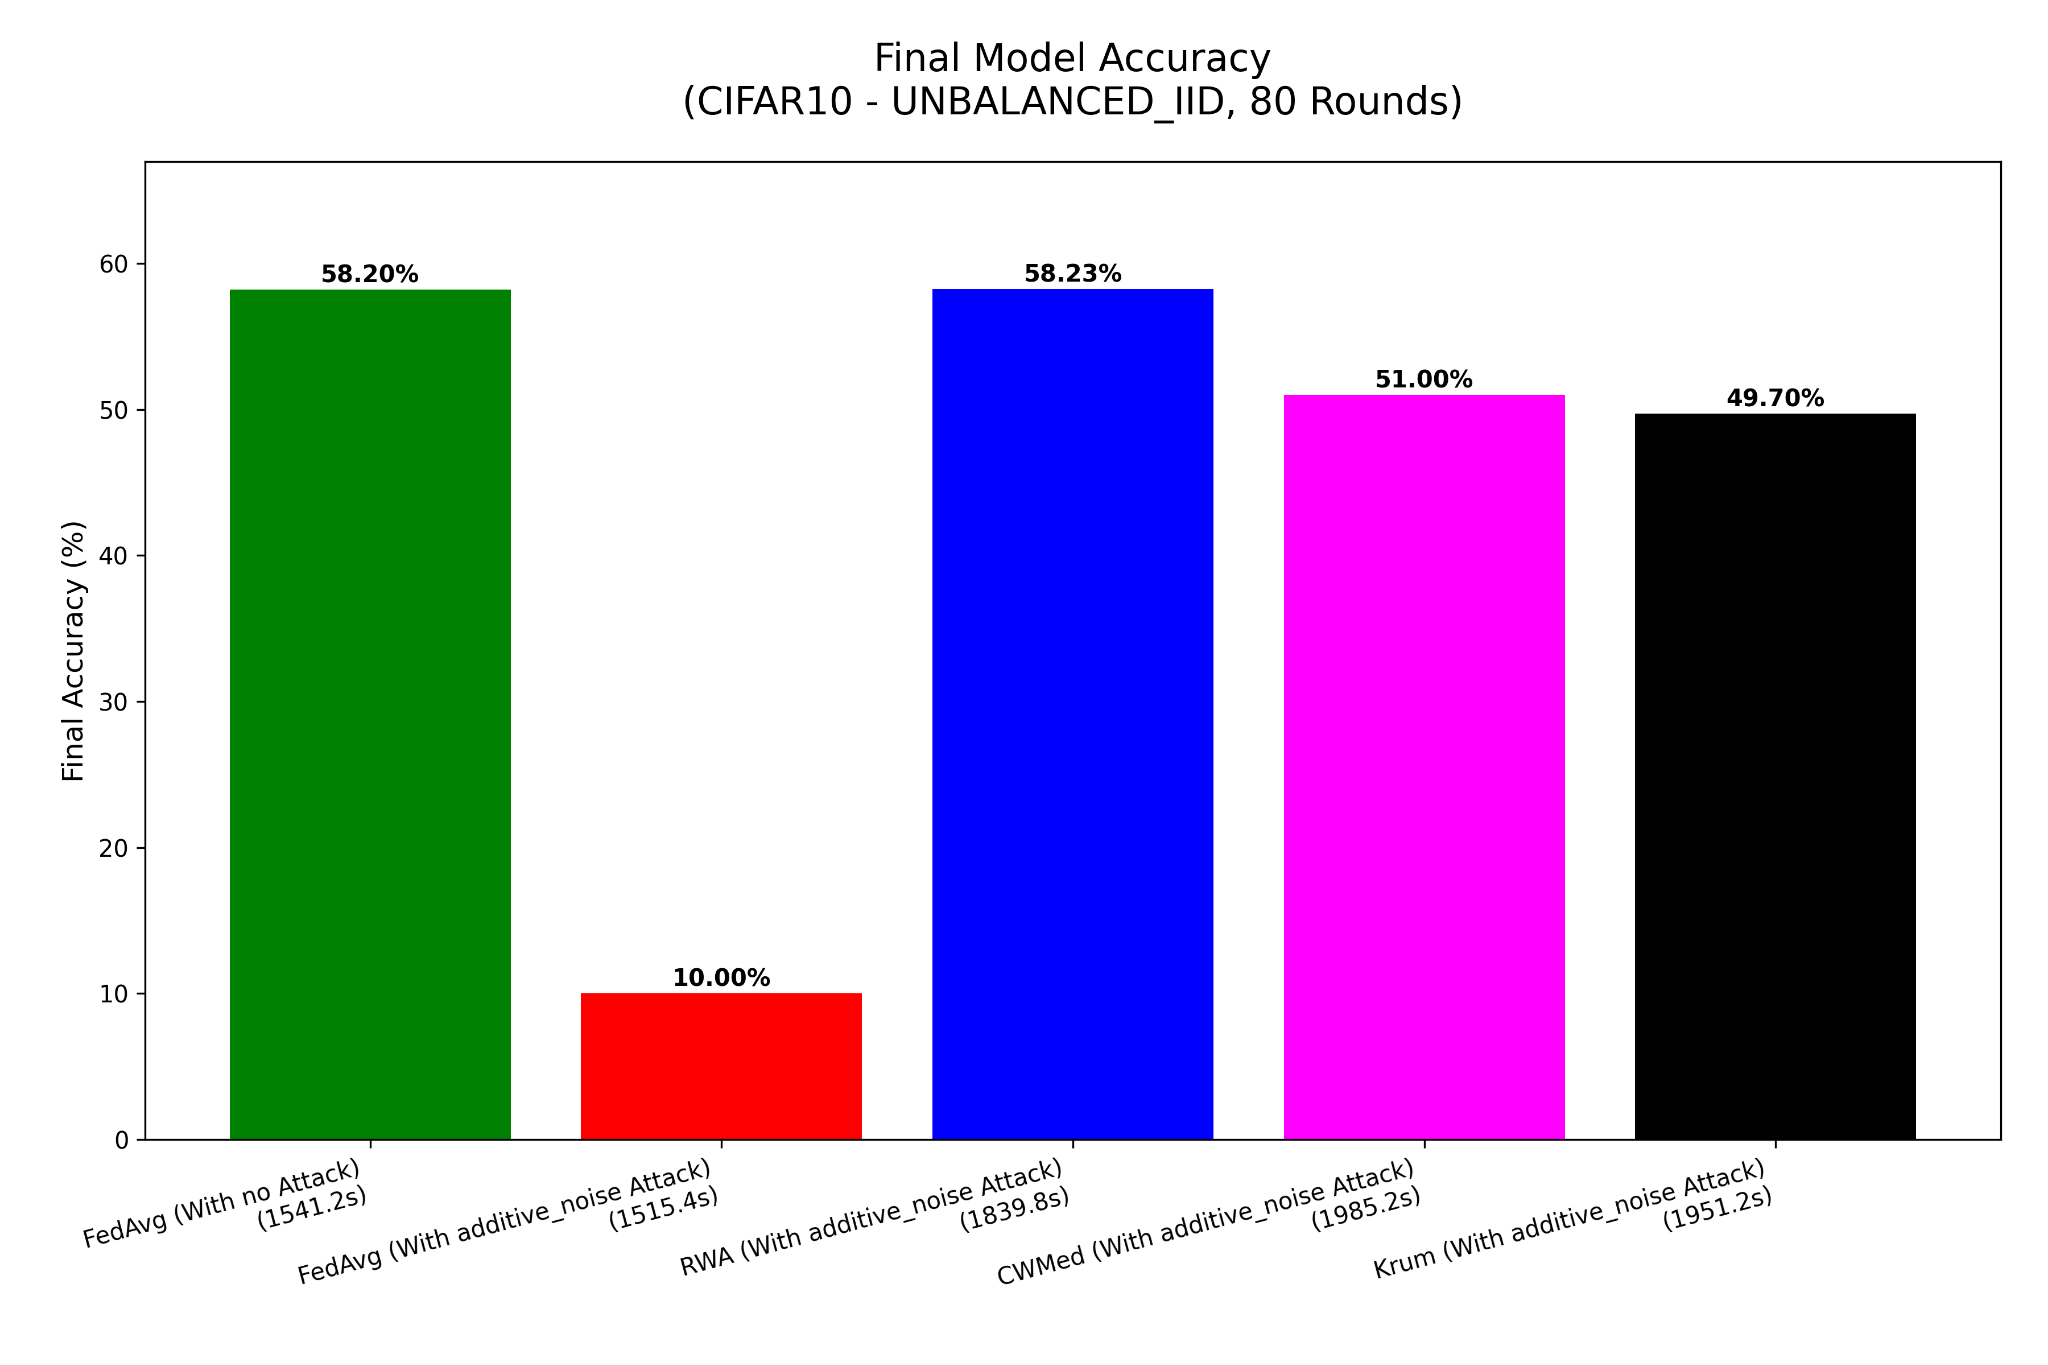 Final Model Accuracy
(CIFAR10 - UNBALANCED_IID, 80 Rounds)
Final Accuracy (%)
60
50
40
30
20
10
0
58.20%
10.00%
58.23%
51.00%
49.70%
FedAvg (With no Attack)
(1541.2s)
FedAvg (With additive_noise Attack)
(1515.4s)
RWA (With additive_noise Attack)
(1839.8s)
CWMed (With additive_noise Attack)
(1985.2s)
Krum (With additive_noise Attack)
(1951.2s)